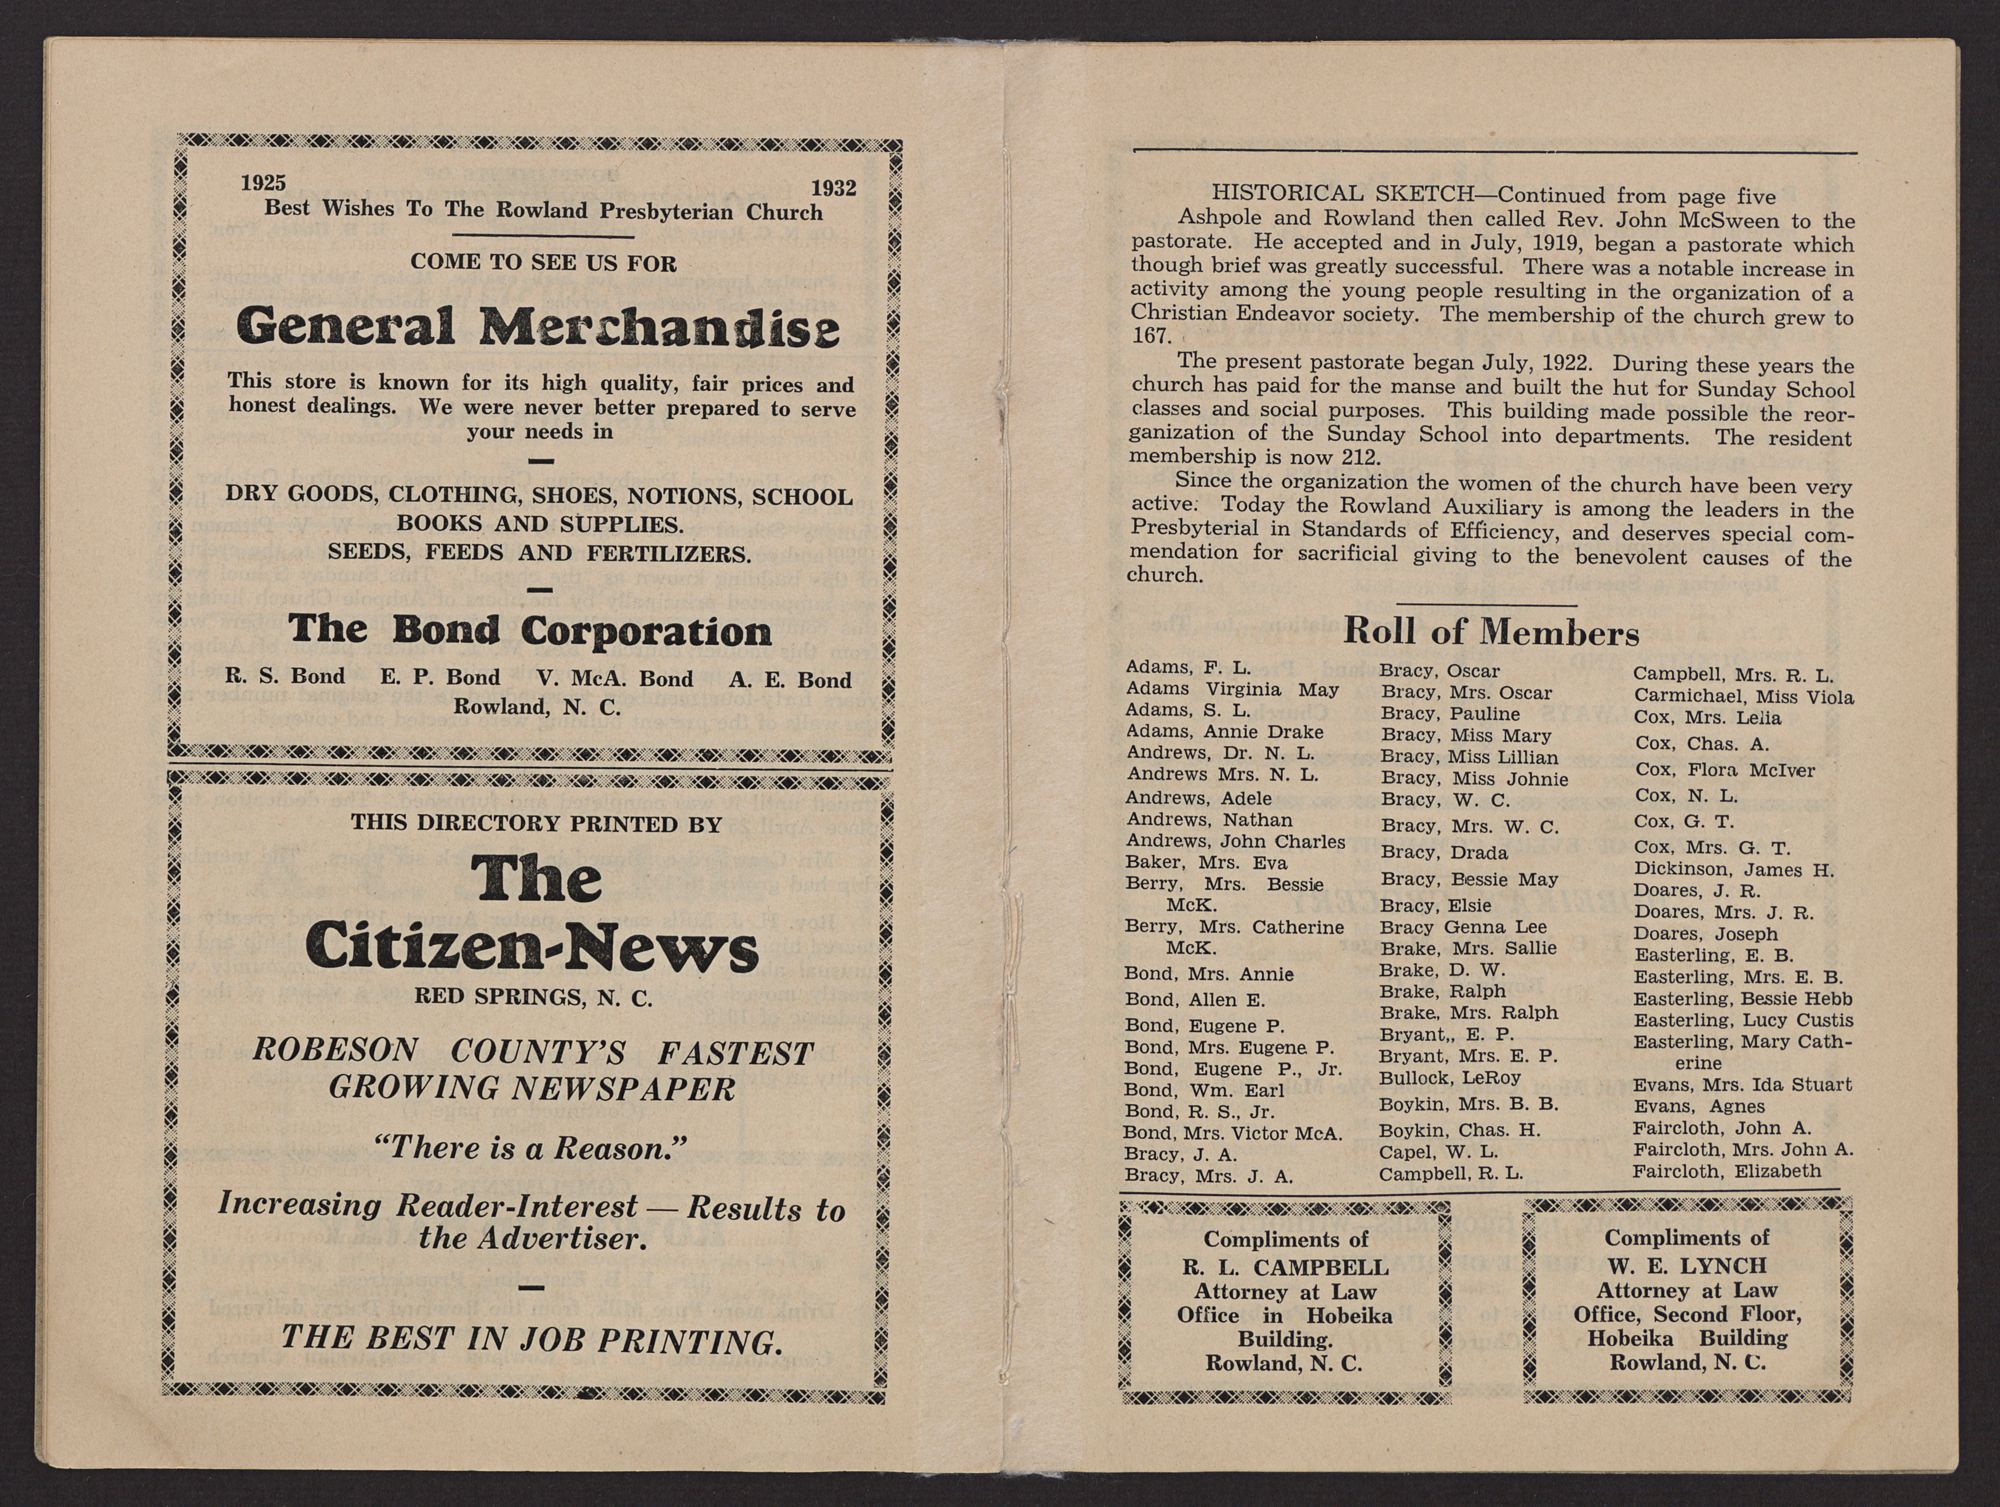 1925 1932
Best Wishes To The Rowland Presbyterian Church
COME TO SEE US FOR
General Merchandise
This store is known for its high quality, fair prices and
honest dealings. We were never better prepared to serve
your needs in
DRY GOODS, CLOTHING, SHOES, NOTIONS, SCHOOL
BOOKS AND SUPPLIES.
SEEDS, FEEDS AND FERTILIZERS.
The Bond Corporation
R. S. Bond E. P. Bond V. McA. Bond A. E. Bond
Rowland, N. C.
THIS DIRECTORY PRINTED BY
The
Citizen-News
RED SPRINGS, N. C.
ROBESON COUNTY'S FASTEST
GROWING NEWSPAPER
“There is a Reason.”
Increasing Reader-Interest — Results to
the Advertiser.
THE BEST IN JOB PRINTING.
HISTORICAL SKETCH—Continued from page five
Ashpole and Rowland then called Rev. John McSween to the
pastorate. He accepted and in July, 1919, began a pastorate which
though brief was greatly successful. There was a notable increase in
activity among the young people resulting in the organization of a
Christian Endeavor society. The membership of the church grew to
167.
The present pastorate began July, 1922. During these years the
church has paid for the manse and built the hut for Sunday School
classes and social purposes. This building made possible the reor-
ganization of the Sunday School into departments. The resident
membership is now 212.
Since the organization the women of the church have been very
active. Today the Rowland Auxiliary is among the leaders in the
Presbyterial in Standards of Efficiency, and deserves special com-
mendation for sacrificial giving to the benevolent causes of the
church.
Roll of Members
Adams, F. L.
Adams Virginia May
Adams, S. L.
Adams, Annie Drake
Andrews, Dr. N. L.
Andrews Mrs. N. L.
Andrews, Adele
Andrews, Nathan
Andrews, John Charles
Baker, Mrs. Eva
Berry, Mrs. Bessie
McK.
Berry, Mrs. Catherine
McK.
Bond, Mrs. Annie
Bond, Allen E.
Bond, Eugene P.
Bond, Mrs. Eugene P.
Bond, Eugene P., Jr.
Bond, Wm. Earl
Bond, R. S., Jr.
Bond, Mrs. Victor McA.
Bracy, J. A.
Bracy, Mrs. J. A.
Bracy, Oscar
Bracy, Mrs. Oscar
Bracy, Pauline
Bracy, Miss Mary
Bracy, Miss Lillian
Bracy, Miss Johnie
Bracy, W. C.
Bracy, Mrs. W. C.
Bracy, Drada
Bracy, Bessie May
Bracy, Elsie
Bracy Genna Lee
Brake, Mrs. Sallie
Brake, D. W.
Brake, Ralph
Brake, Mrs. Ralph
Bryant,, E. P.
Bryant, Mrs. E. P.
Bullock, LeRoy
Boykin, Mrs. B. B.
Boykin, Chas. H.
Capel, W. L.
Campbell, R. L.
Campbell, Mrs. R. L.
Carmichael, Miss Viola
Cox, Mrs. Lelia
Cox, Chas. A.
Cox, Flora McIver
Cox, N. L.
Cox, G. T.
Cox, Mrs. G. T.
Dickinson, James H.
Doares, J. R.
Doares, Mrs. J. R.
Doares, Joseph
Easterling, E. B.
Easterling, Mrs. E. B.
Easterling, Bessie Hebb
Easterling, Lucy Custis
Easterling, Mary Cath-
erine
Evans, Mrs. Ida Stuart
Evans, Agnes
Faircloth, John A.
Faircloth, Mrs. John A.
Faircloth, Elizabeth
Compliments of
R. L. CAMPBELL
Attorney at Law
Office in Hobeika
Building.
Rowland, N. C.
Compliments of
W. E. LYNCH
Attorney at Law
Office, Second Floor,
Hobeika Building
Rowland, N. C.